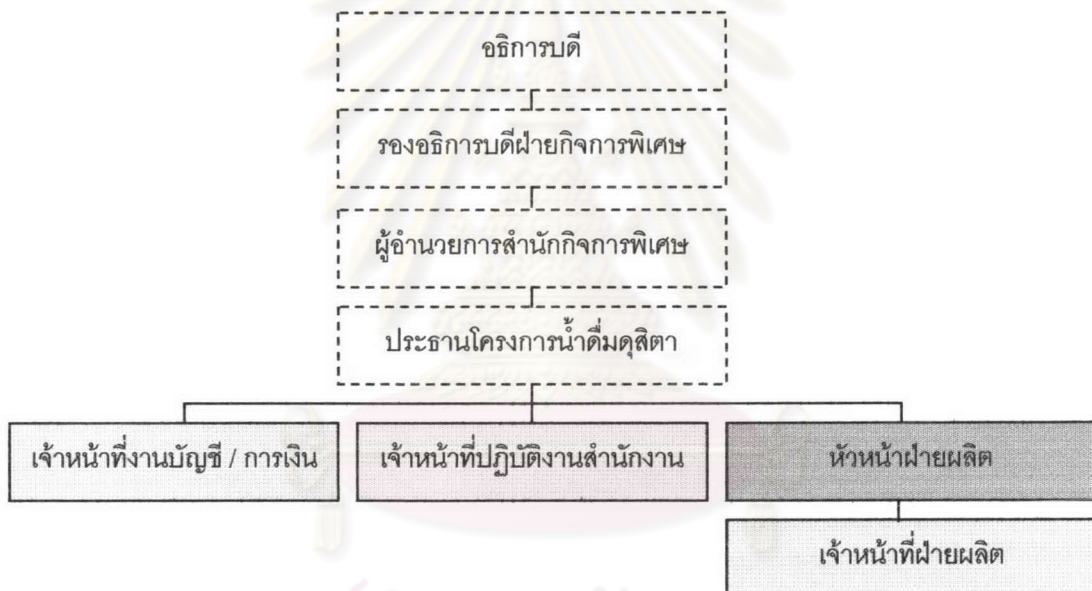 อธิการบดี
รองอธิการบดีฝ่ายกิจการพิเศษ
ผู้อำนวยการสำนักกิจการพิเศษ
ประธานโครงการน้ำดื่มดุสิตา
เจ้าหน้าที่งานบัญชี / การเงิน
เจ้าหน้าที่ปฏิบัติงานสำนักงาน
หัวหน้าฝ่ายผลิต
เจ้าหน้าที่ฝ่ายผลิต